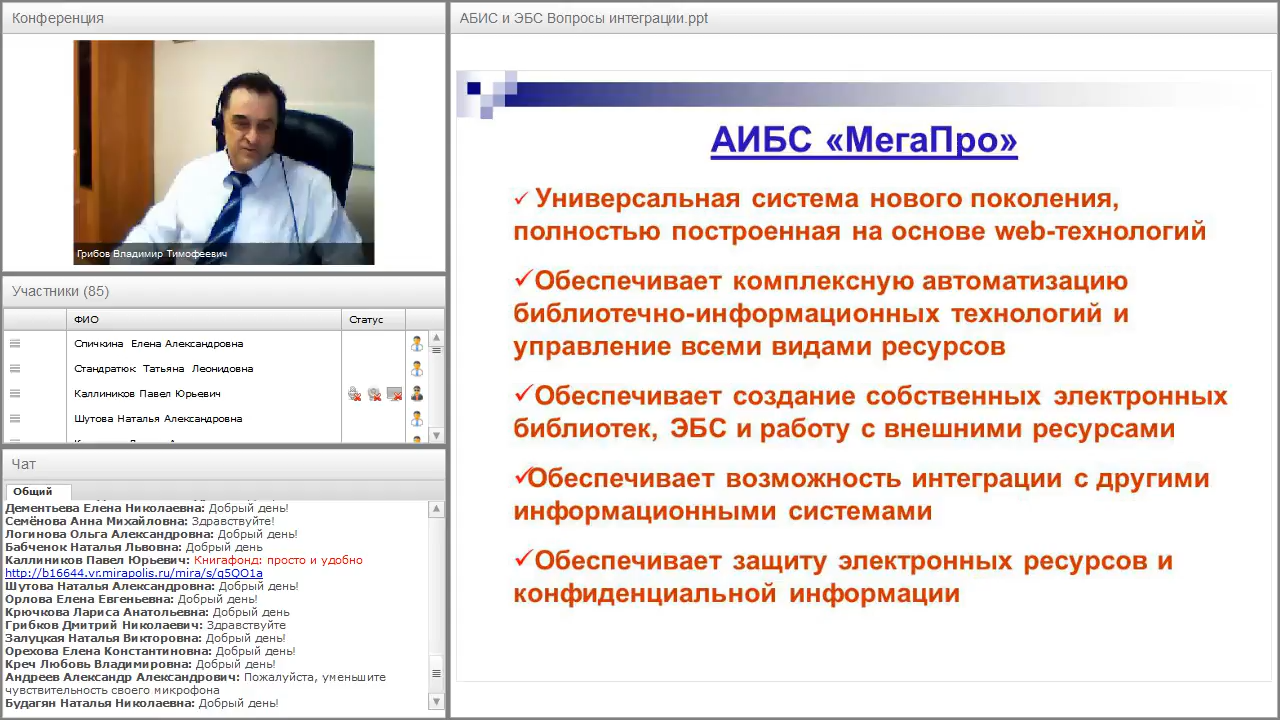 Конференция
Грибов Владимир Тимофеевич
Участники (85)
ФИО
Статус
Спичкина Елена Александровна
Стандратюк Татьяна Леонидовна
Каллиников Павел Юрьевич
Шутова Наталья Александровна
Чат
Общий
Дементьева Елена Николаевна: Добрый день!
Семёнова Анна Михайловна: Здравствуйте!
Логинова Ольга Александровна: Добрый день!
Бабченок Наталья Львовна: Добрый день
Каллиников Павел Юрьевич: Книгафонд: просто и удобно
http://b16644.vr.mirapolis.ru/mira/s/q5QO1a
Шутова Наталья Александровна: Добрый день!
Орлова Елена Евгеньевна: Добрый день!
Крючкова Лариса Анатольевна: Добрый день
Грибков Дмитрий Николаевич: Здравствуйте
Залуцкая Наталья Викторовна: Добрый день!
Орехова Елена Константиновна: Добрый день!
Креч Любовь Владимировна: Добрый день!
Андреев Александр Александрович: Пожалуйста, уменьшите
чувствительность своего микрофона
Будагян Наталья Николаевна: Добрый день!
АБИС и ЭБС Вопросы интеграции.ppt
АИБС «МегаПро»
Универсальная система нового поколения,
полностью построенная на основе web-технологий
Обеспечивает комплексную автоматизацию
библиотечно-информационных технологий и
управление всеми видами ресурсов
Обеспечивает создание собственных электронных
библиотек, ЭБС и работу с внешними ресурсами
Обеспечивает возможность интеграции с другими
информационными системами
Обеспечивает защиту электронных ресурсов и
конфиденциальной информации